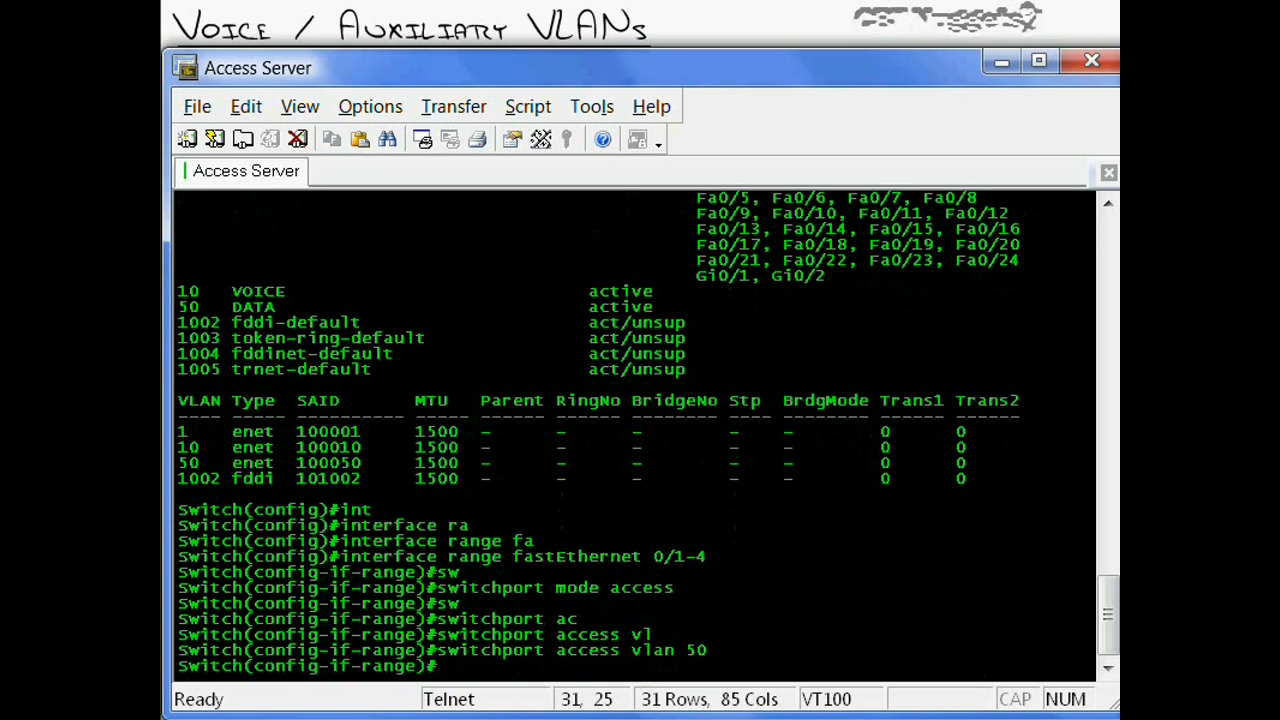 VOICE / AUXILIARY VLANS
Access Server
File Edit View Options Transfer Script Tools Help
Access Server
Fa0/5, Fa0/6, Fa0/7, Fa0/8
Fa0/9, Fa0/10, Fa0/11, Fa0/12
Fa0/13, Fa0/14, Fa0/15, Fa0/16
Fa0/17, Fa0/18, Fa0/19, Fa0/20
Fa0/21, Fa0/22, Fa0/23, Fa0/24
Gi0/1, Gi0/2
10 VOICE active
50 DATA active
1002 fddi-default act/unsup
1003 token-ring-default act/unsup
1004 fddinet-default act/unsup
1005 trnet-default act/unsup
VLAN Type SAID MTU Parent RingNo BridgeNo Stp BrdgMode Trans1 Trans2
---- ----- ---------- ----- ------ ------ -------- ---- -------- ------ ------
1 enet 100001 1500 - - - - - 0 0
10 enet 100010 1500 - - - - - 0 0
50 enet 100050 1500 - - - - - 0 0
1002 fddi 101002 1500 - - - - - 0 0
Switch(config)#int
Switch(config)#interface ra
Switch(config)#interface range fa
Switch(config)#interface range fastEthernet 0/1-4
Switch(config-if-range)#sw
Switch(config-if-range)#switchport mode access
Switch(config-if-range)#sw
Switch(config-if-range)#switchport ac
Switch(config-if-range)#switchport access vl
Switch(config-if-range)#switchport access vlan 50
Switch(config-if-range)#
Ready Telnet 31, 25 31 Rows, 85 Cols VT100 CAP NUM